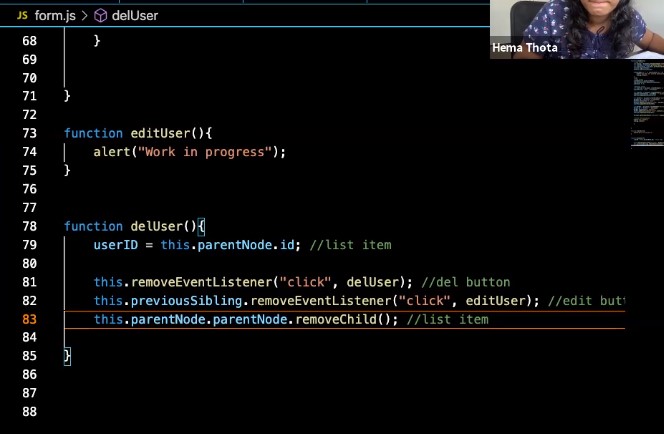 JS form.js > delUser
Hema Thota
68 }
69
70
71 }
72
73 function editUser(){
74 alert("Work in progress");
75 }
76
77
78 function delUser(){
79 userID = this.parentNode.id; //list item
80
81 this.removeEventListener("click", delUser); //del button
82 this.previousSibling.removeEventListener("click", editUser); //edit butt
83 this.parentNode.parentNode.removeChild(); //list item
84
85 }
86
87
88